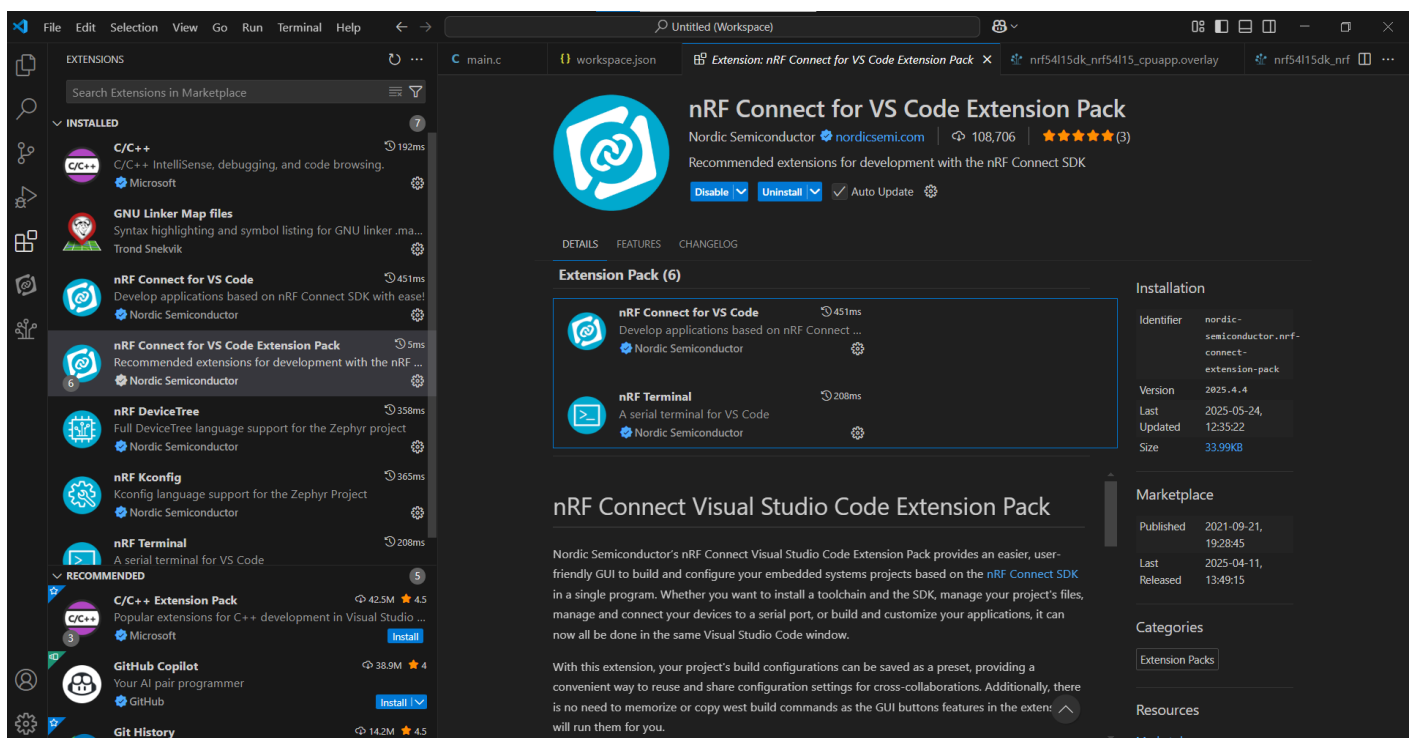 File Edit Selection View Go Run Terminal Help
Untitled (Workspace)
EXTENSIONS
Search Extensions in Marketplace
INSTALLED 7
C/C++ 192ms
C/C++ IntelliSense, debugging, and code browsing.
Microsoft
GNU Linker Map files
Syntax highlighting and symbol listing for GNU linker .ma...
Trond Snekvik
nRF Connect for VS Code 451ms
Develop applications based on nRF Connect SDK with ease!
Nordic Semiconductor
nRF Connect for VS Code Extension Pack 5ms
Recommended extensions for development with the nRF ...
6
Nordic Semiconductor
nRF DeviceTree 358ms
Full DeviceTree language support for the Zephyr project
Nordic Semiconductor
nRF Kconfig 365ms
Kconfig language support for the Zephyr Project
Nordic Semiconductor
nRF Terminal 208ms
A serial terminal for VS Code
RECOMMENDED 5
C/C++ Extension Pack 42.5M 4.5
C/C++
Popular extensions for C++ development in Visual Studio ...
3
Microsoft Install
GitHub Copilot 38.9M 4
Your AI pair programmer
GitHub Install
Git History 14.2M 4.5
C main.c
{} workspace.json
Extension: nRF Connect for VS Code Extension Pack
nrf54l15dk_nrf54l15_cpuapp.overlay
nrf54l15dk_nrf
C/C++
nRF Connect for VS Code Extension Pack
Nordic Semiconductor nordicsemi.com 108,706 (3)
Recommended extensions for development with the nRF Connect SDK
Disable Uninstall Auto Update
DETAILS FEATURES CHANGELOG
Extension Pack (6)
nRF Connect for VS Code 451ms
Develop applications based on nRF Connect ...
Nordic Semiconductor
nRF Terminal 208ms
A serial terminal for VS Code
Nordic Semiconductor
nRF Connect Visual Studio Code Extension Pack
Nordic Semiconductor's nRF Connect Visual Studio Code Extension Pack provides an easier, user-
friendly GUI to build and configure your embedded systems projects based on the nRF Connect SDK
in a single program. Whether you want to install a toolchain and the SDK, manage your project's files,
manage and connect your devices to a serial port, or build and customize your applications, it can
now all be done in the same Visual Studio Code window.
With this extension, your project's build configurations can be saved as a preset, providing a
convenient way to reuse and share configuration settings for cross-collaborations. Additionally, there
is no need to memorize or copy west build commands as the GUI buttons features in the extens
will run them for you.
Installation
Identifier nordic-
semiconductor.nrf-
connect-
extension-pack
Version 2025.4.4
Last 2025-05-24,
Updated 12:35:22
Size 33.99KB
Marketplace
Published 2021-09-21,
19:28:45
Last 2025-04-11,
Released 13:49:15
Categories
Extension Packs
Resources